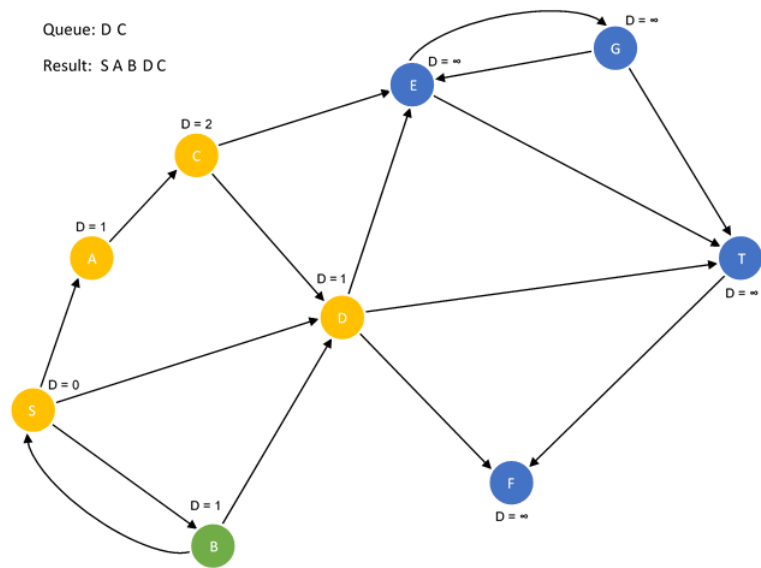 Queue: D C
Result: S A B D C
D = ∞
G
D = ∞
E
D = 2
C
D = 1
A
D = 1
D
T
D = ∞
D = 0
S
D = 1
B
F
D = ∞